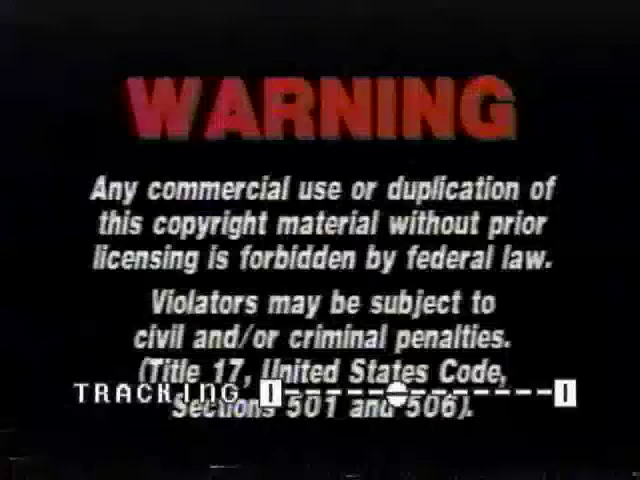 WARNING
Any commercial use or duplication of
this copyright material without prior
licensing is forbidden by federal law.
Violators may be subject to
civil and/or criminal penalties.
(Title 17, United States Code,
TRACKING
Sections 501 and 506).